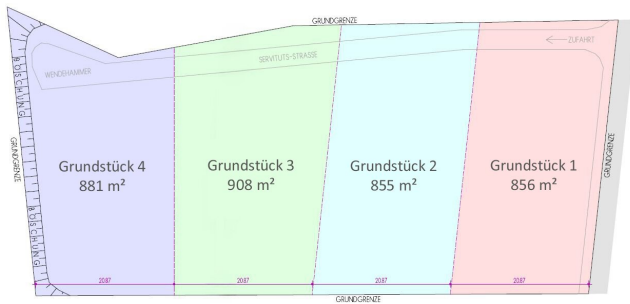 GRUNDGRENZE
ZUFAHRT
SERVITUTS-STRASSE
WENDEHAMMER
BÖSCHUNG
GRUNDGRENZE
GRUNDGRENZE
Grundstück 4
881 m²
Grundstück 3
908 m²
Grundstück 2
855 m²
Grundstück 1
856 m²
BÖSCHUNG
20.87
20.87
20.87
20.87
GRUNDGRENZE